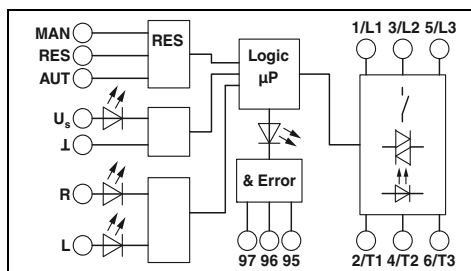 MAN
RES
AUT
RES
Us
⊥
R
L
Logic
µP
& Error
97 96 95
1/L1 3/L2 5/L3
2/T1 4/T2 6/T3